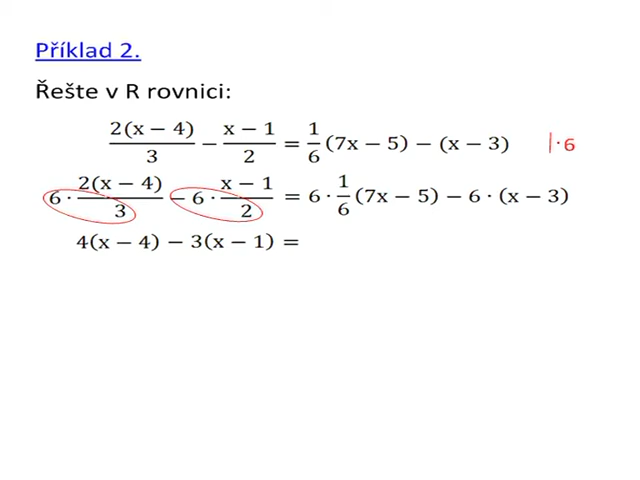 Příklad 2.
Řešte v R rovnici:
2(x − 4)/3 − x − 1/2 = 1/6 (7x − 5) − (x − 3) |· 6
6 · 2(x − 4)/3 − 6 · x − 1/2 = 6 · 1/6 (7x − 5) − 6 · (x − 3)
4(x − 4) − 3(x − 1) =